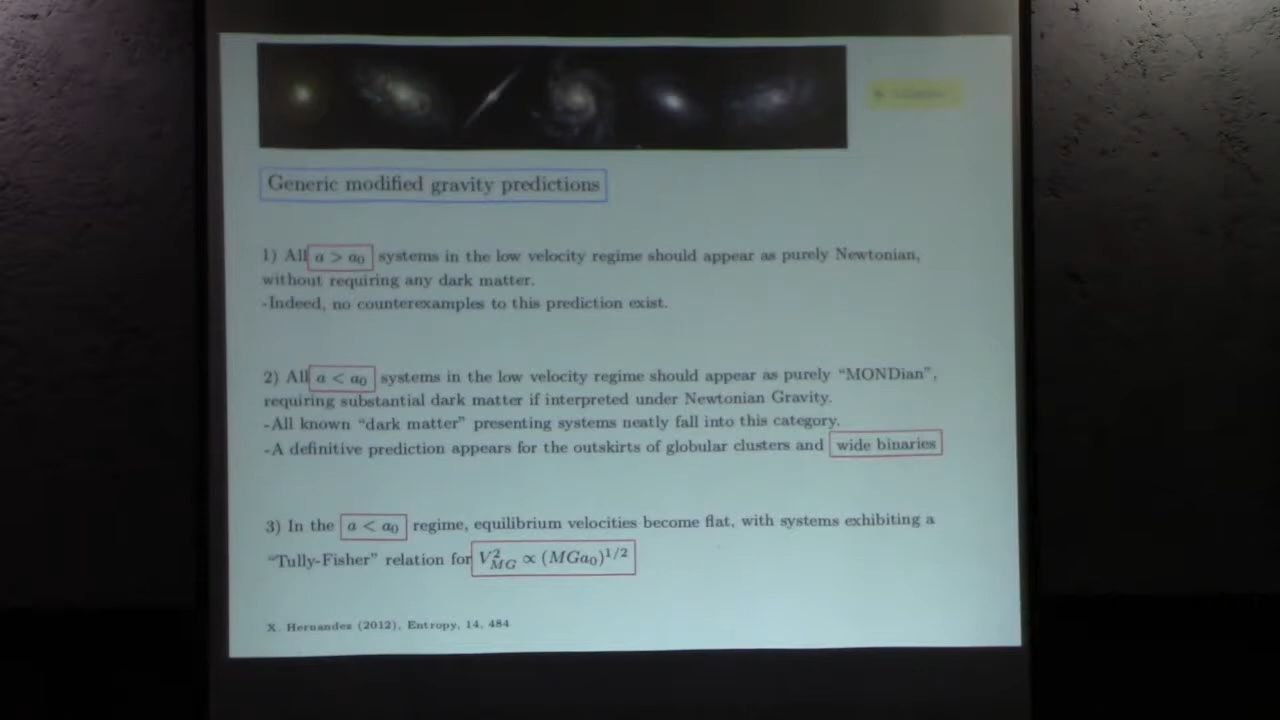 Generic modified gravity predictions
1) All a > a₀ systems in the low velocity regime should appear as purely Newtonian,
without requiring any dark matter.
-Indeed, no counterexamples to this prediction exist.
2) All a < a₀ systems in the low velocity regime should appear as purely “MONDian”,
requiring substantial dark matter if interpreted under Newtonian Gravity.
-All known “dark matter” presenting systems neatly fall into this category.
-A definitive prediction appears for the outskirts of globular clusters and wide binaries
3) In the a < a₀ regime, equilibrium velocities become flat, with systems exhibiting a
“Tully-Fisher” relation for V²_MG ∝ (MGa₀)^1/2
X. Hernandez (2012), Entropy, 14, 484